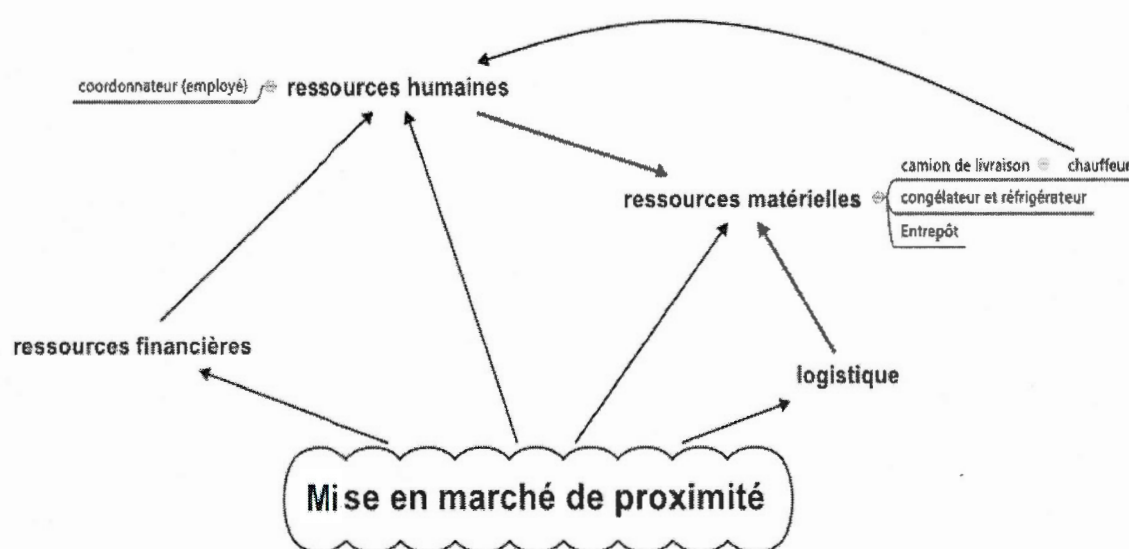 coordonnateur (employé)
ressources humaines
camion de livraison
chauffeur
ressources matérielles
congélateur et réfrigérateur
Entrepôt
ressources financières
logistique
Mise en marché de proximité